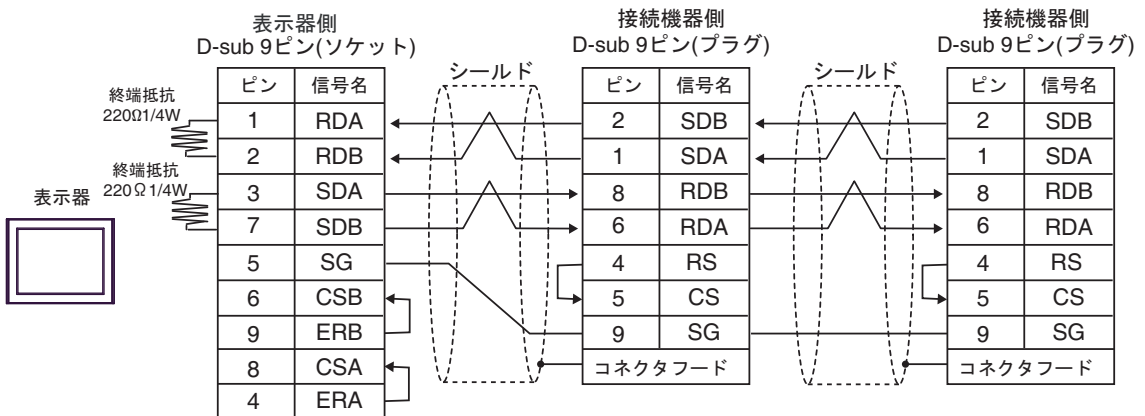 表示器側
D-sub 9ピン(ソケット)
接続機器側
D-sub 9ピン(プラグ)
接続機器側
D-sub 9ピン(プラグ)
シールド
シールド
終端抵抗
220Ω1/4W
終端抵抗
220Ω1/4W
表示器
ピン 信号名
1 RDA
2 RDB
3 SDA
7 SDB
5 SG
6 CSB
9 ERB
8 CSA
4 ERA
ピン 信号名
2 SDB
1 SDA
8 RDB
6 RDA
4 RS
5 CS
9 SG
コネクタフード
ピン 信号名
2 SDB
1 SDA
8 RDB
6 RDA
4 RS
5 CS
9 SG
コネクタフード